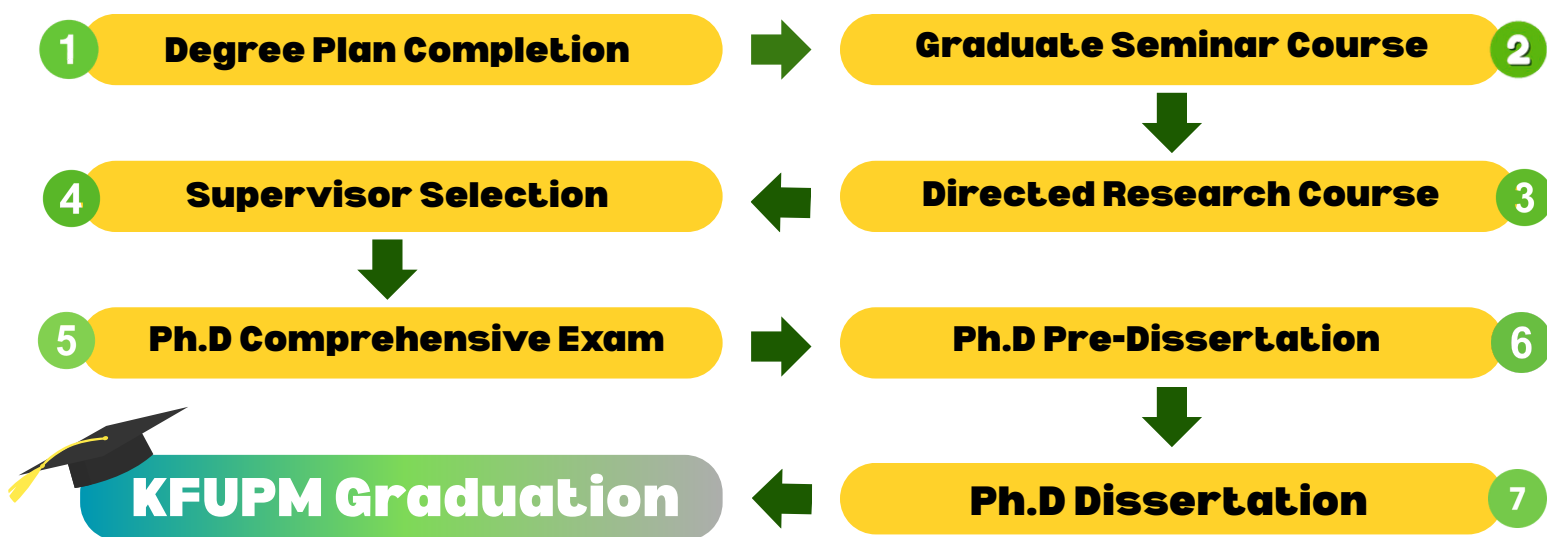 1 Degree Plan Completion
Graduate Seminar Course 2
Directed Research Course 3
4 Supervisor Selection
5 Ph.D Comprehensive Exam
Ph.D Pre-Dissertation 6
Ph.D Dissertation 7
KFUPM Graduation